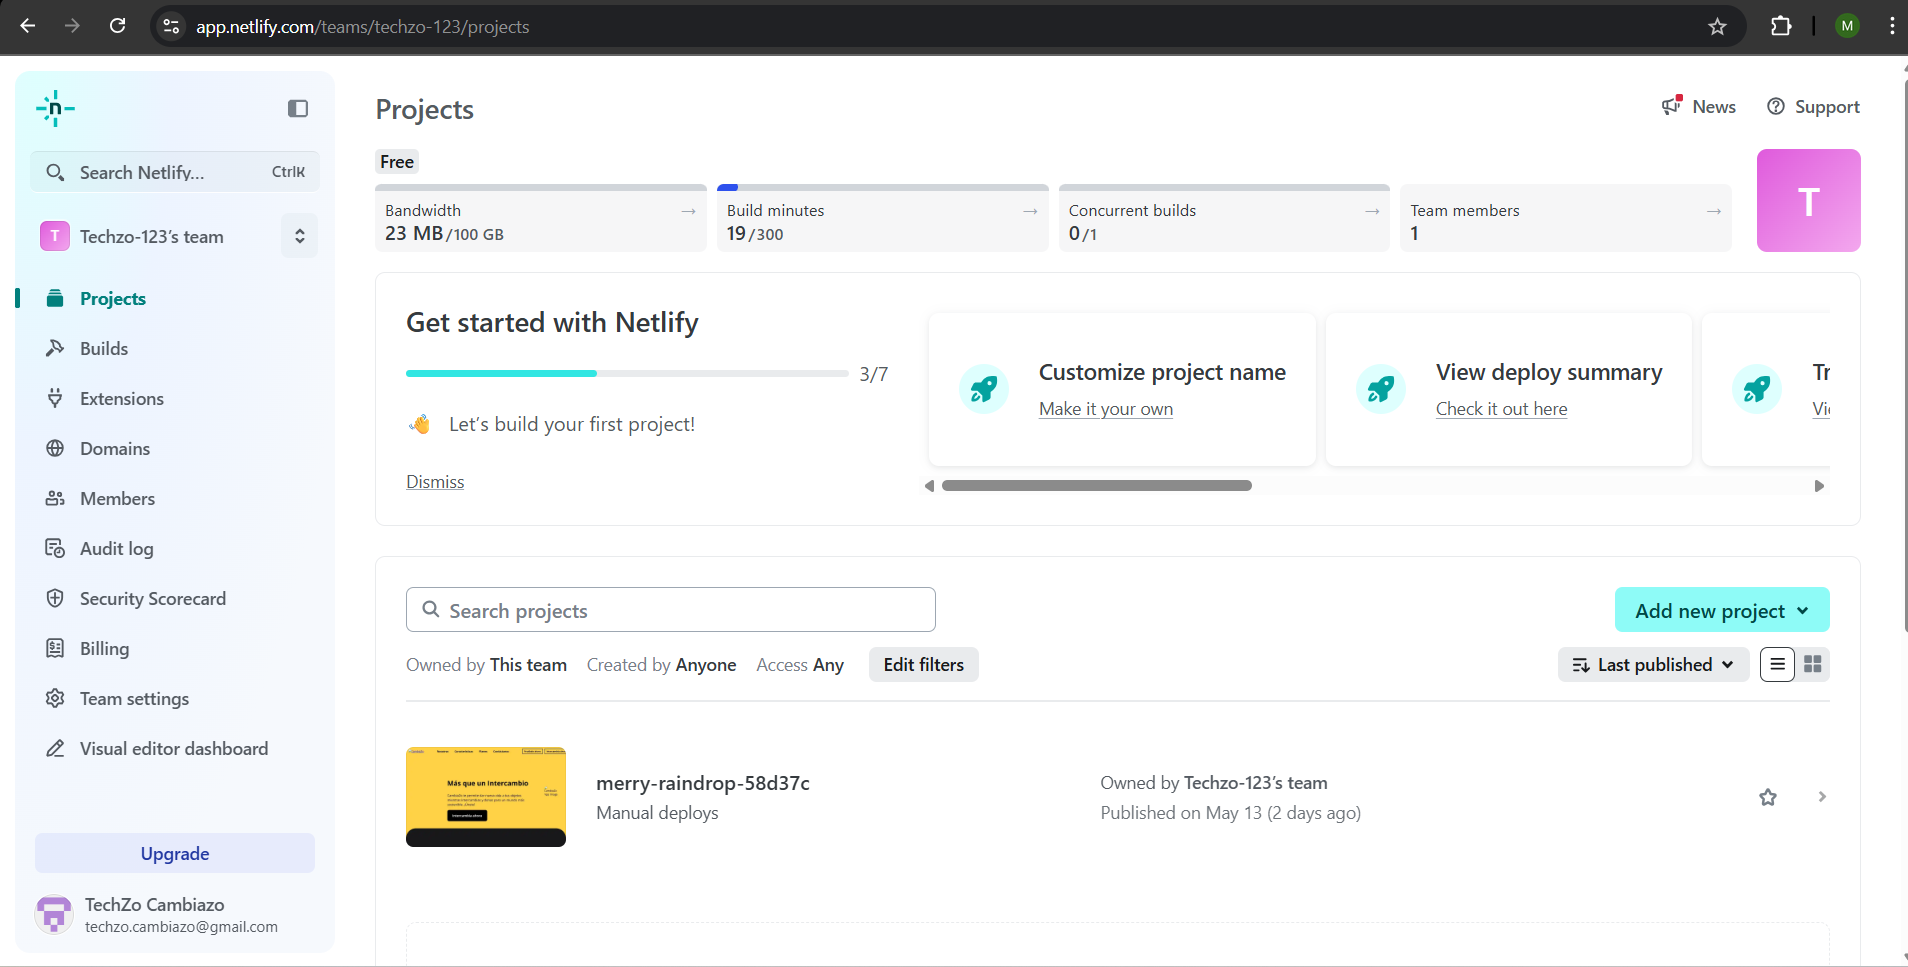 app.netlify.com/teams/techzo-123/projects
M
n
Search Netlify...
CtrlK
T
Techzo-123's team
Projects
Builds
Extensions
Domains
Members
Audit log
Security Scorecard
Billing
Team settings
Visual editor dashboard
Upgrade
TechZo Cambiazo
techzo.cambiazo@gmail.com
Projects
News
Support
Free
Bandwidth
23 MB/100 GB
Build minutes
19/300
Concurrent builds
0/1
Team members
1
T
Get started with Netlify
3/7
👋 Let's build your first project!
Dismiss
Customize project name
Make it your own
View deploy summary
Check it out here
Tr
Vi
Search projects
Add new project
Owned by This team
Created by Anyone
Access Any
Edit filters
Last published
Más que un Intercambio
merry-raindrop-58d37c
Manual deploys
Owned by Techzo-123's team
Published on May 13 (2 days ago)